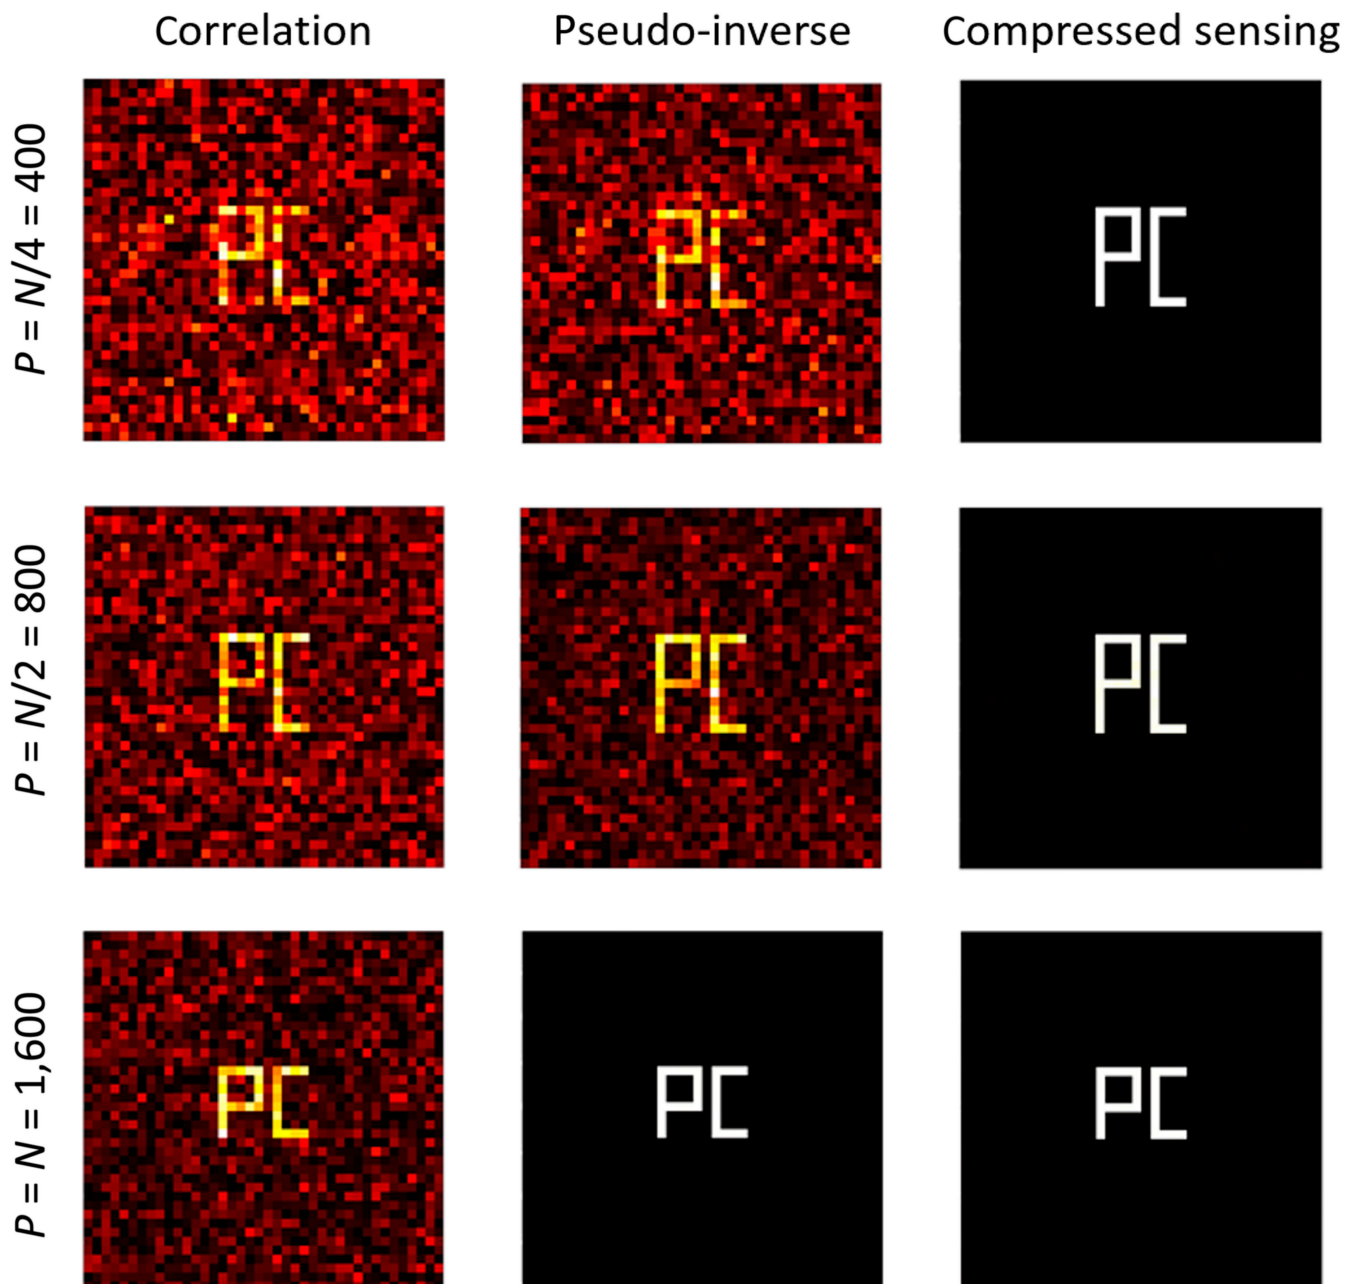 Correlation Pseudo-inverse Compressed sensing
P = N/4 = 400
PC PC PC
P = N/2 = 800
PC PC PC
P = N = 1,600
PC PC PC